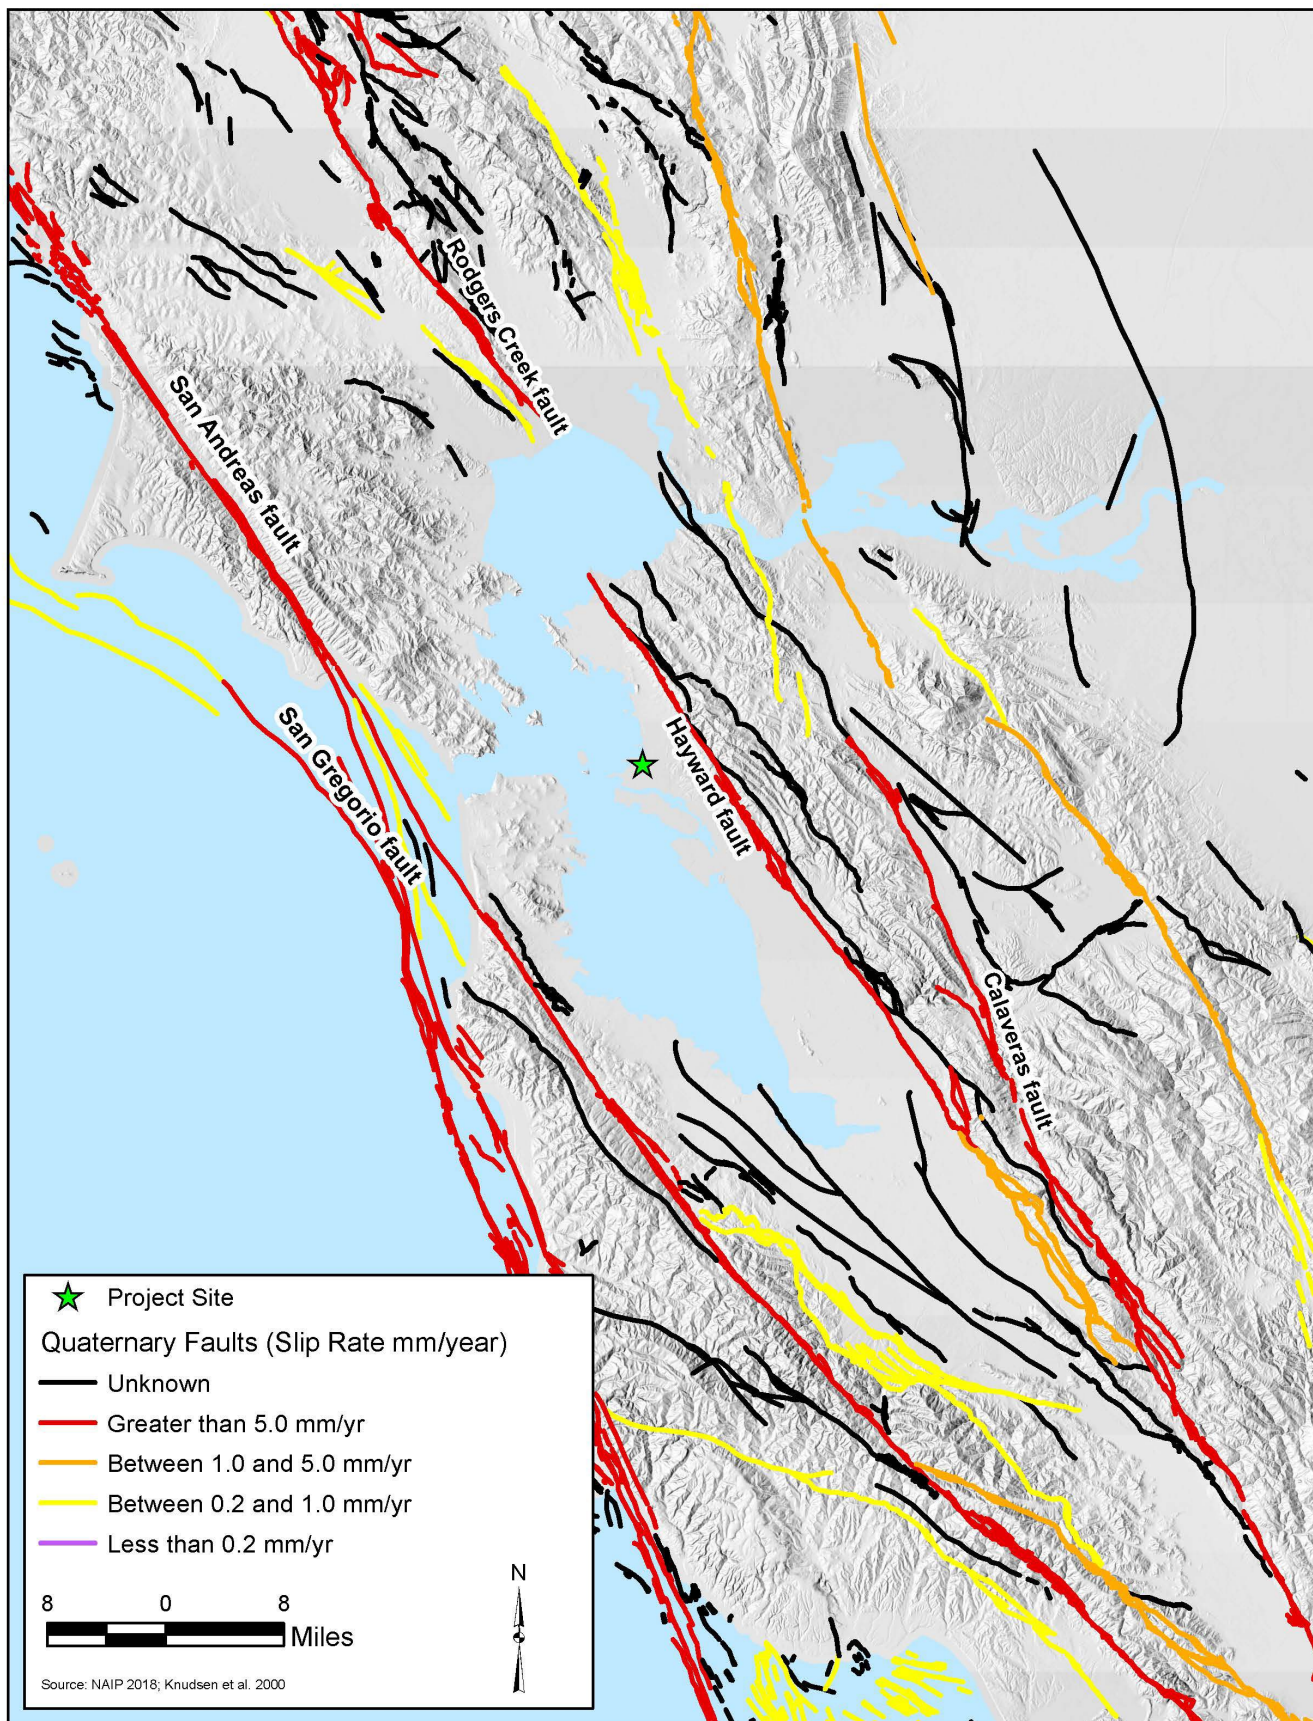 Rodgers Creek fault
San Andreas fault
San Gregorio fault
Hayward fault
Calaveras fault
Project Site
Quaternary Faults (Slip Rate mm/year)
Unknown
Greater than 5.0 mm/yr
Between 1.0 and 5.0 mm/yr
Between 0.2 and 1.0 mm/yr
Less than 0.2 mm/yr
N
8 0 8
Miles
Source: NAIP 2018; Knudsen et al. 2000